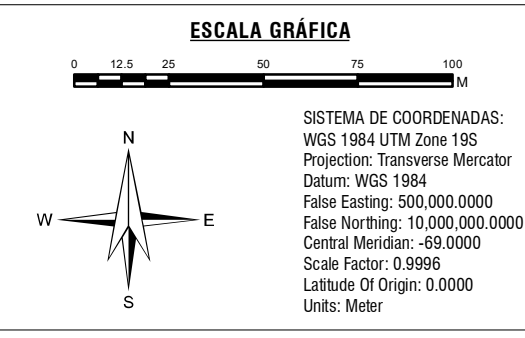 ESCALA GRÁFICA
0 12.5 25 50 75 100
M
SISTEMA DE COORDENADAS:
WGS 1984 UTM Zone 19S
Projection: Transverse Mercator
Datum: WGS 1984
False Easting: 500,000.0000
False Northing: 10,000,000.0000
Central Meridian: -69.0000
Scale Factor: 0.9996
Latitude Of Origin: 0.0000
Units: Meter
N
W E
S